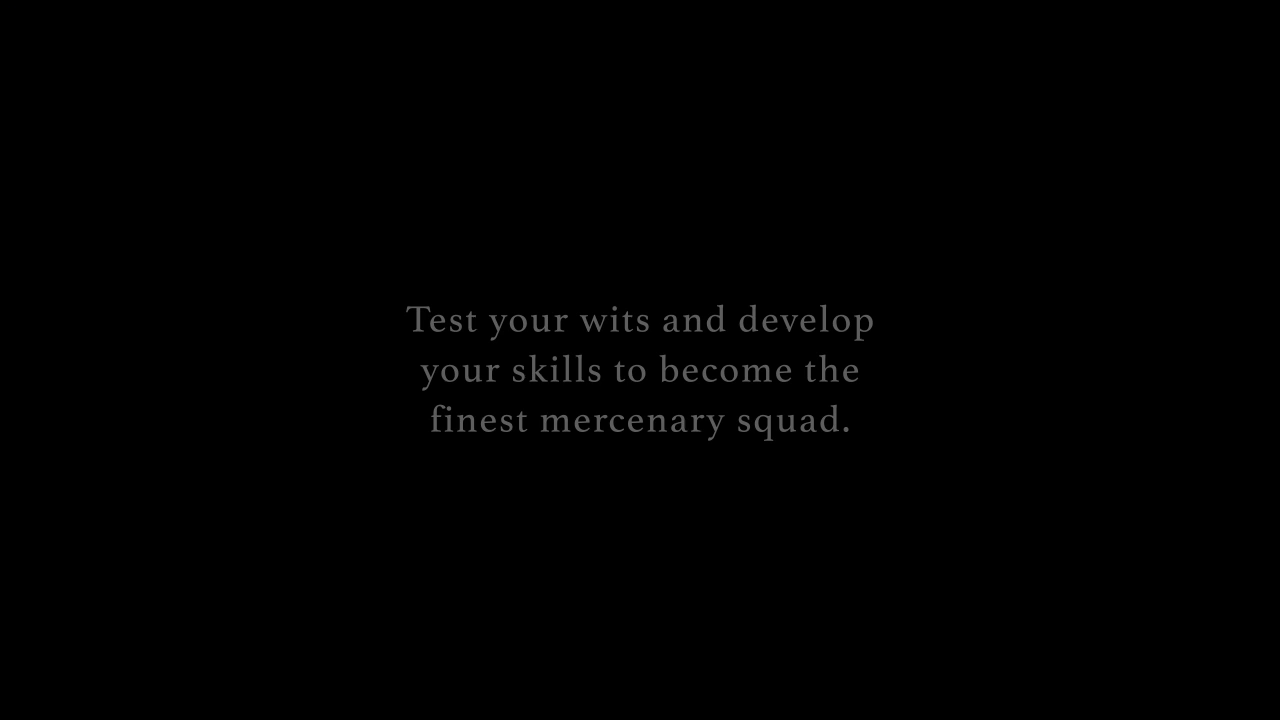 Test your wits and develop
your skills to become the
finest mercenary squad.